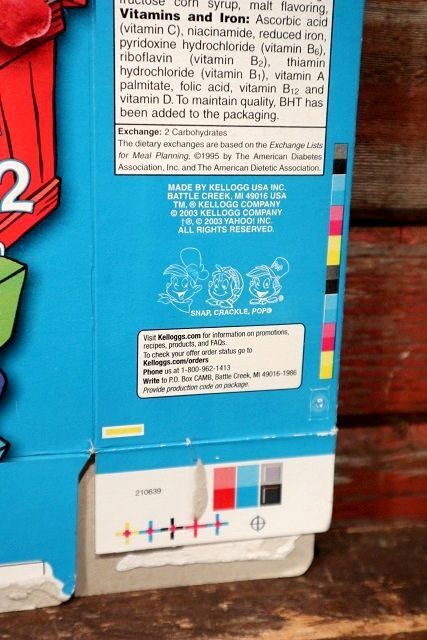 fructose corn syrup, malt flavoring,
Vitamins and Iron: Ascorbic acid
(vitamin C), niacinamide, reduced iron,
pyridoxine hydrochloride (vitamin B6),
riboflavin (vitamin B2), thiamin
hydrochloride (vitamin B1), vitamin A
palmitate, folic acid, vitamin B12 and
vitamin D. To maintain quality, BHT has
been added to the packaging.
Exchange: 2 Carbohydrates
The dietary exchanges are based on the Exchange Lists
for Meal Planning, ©1995 by The American Diabetes
Association, Inc. and The American Dietetic Association.
MADE BY KELLOGG USA INC.
BATTLE CREEK, MI 49016 USA
TM, ® KELLOGG COMPANY
© 2003 KELLOGG COMPANY
†®, © 2003 YAHOO! INC.
ALL RIGHTS RESERVED.
2
SNAP, CRACKLE, POP®
Visit Kelloggs.com for information on promotions,
recipes, products, and FAQs.
To check your offer order status go to
Kelloggs.com/orders
Phone us at 1-800-962-1413
Write to P.O. Box CAMB, Battle Creek, MI 49016-1986
Provide production code on package.
210639